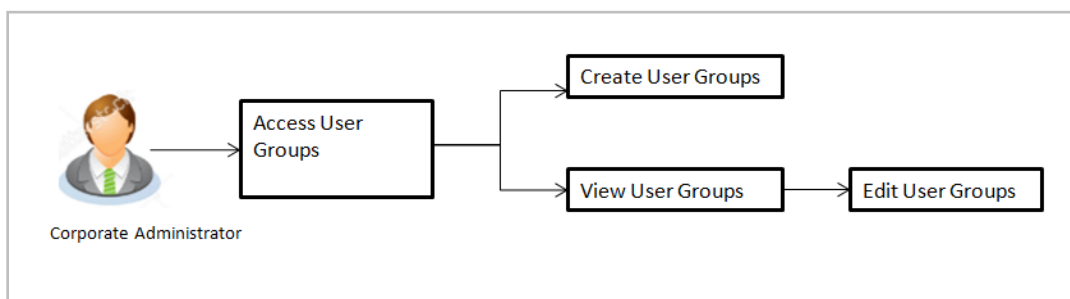 Create User Groups
Access User
Groups
View User Groups
Edit User Groups
Corporate Administrator